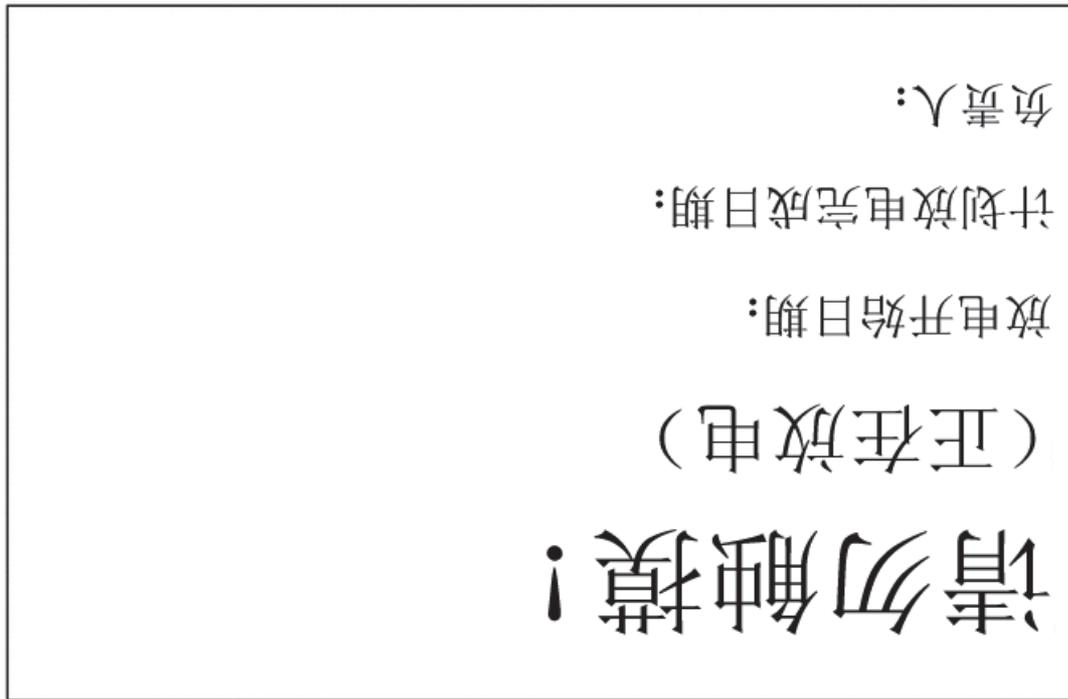 请勿触摸！
（正在放电）
放电开始日期：
计划放电完成日期：
负责人：